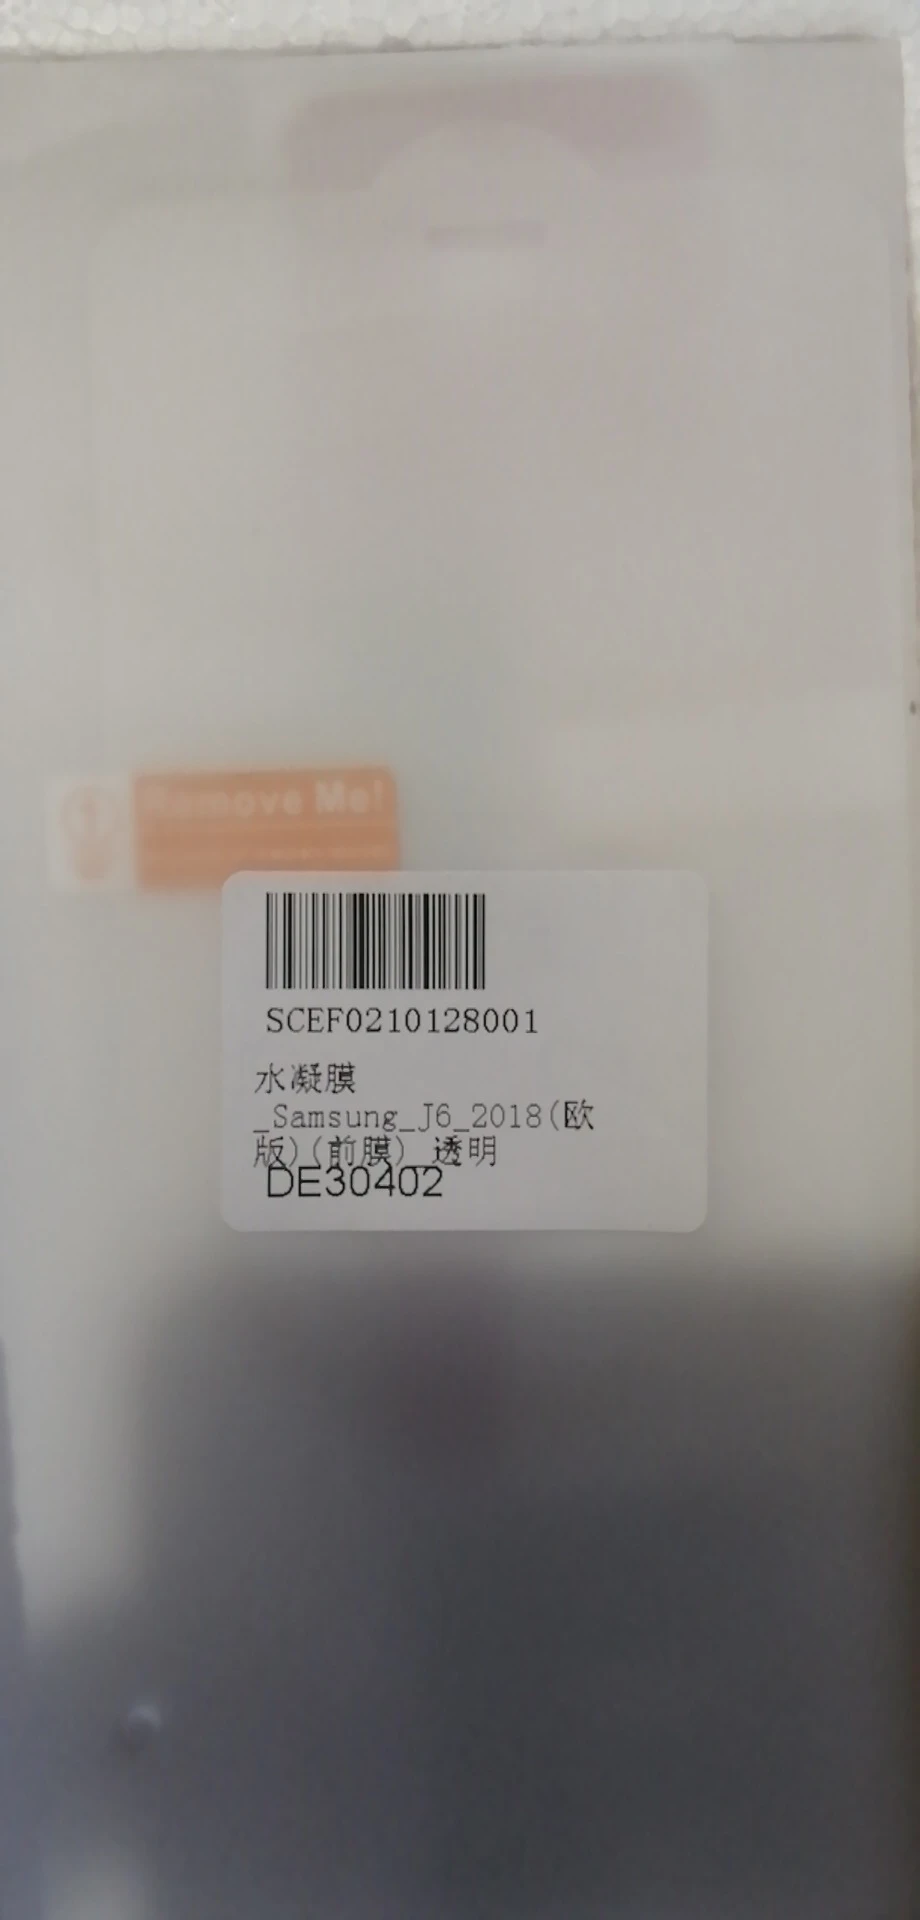 Remove Me!
SCEF0210128001
水凝膜
_Samsung_J6_2018(欧
版)(前膜)_透明
DE30402